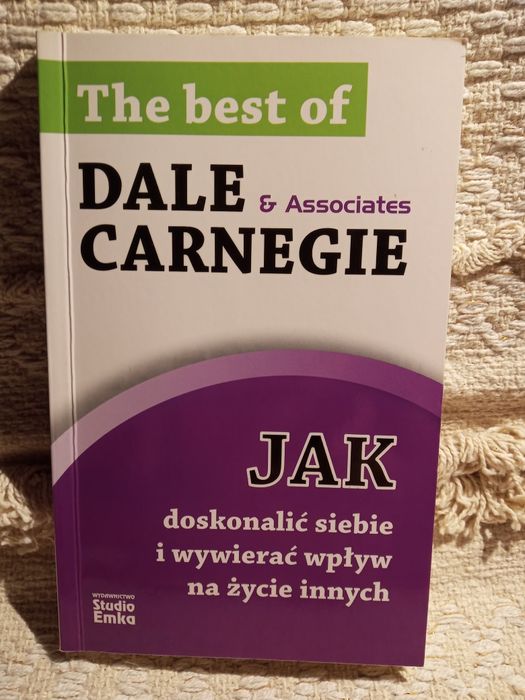 The best of
DALE & Associates
CARNEGIE
JAK
doskonalić siebie
i wywierać wpływ
na życie innych
WYDAWNICTWO
Studio
Emka